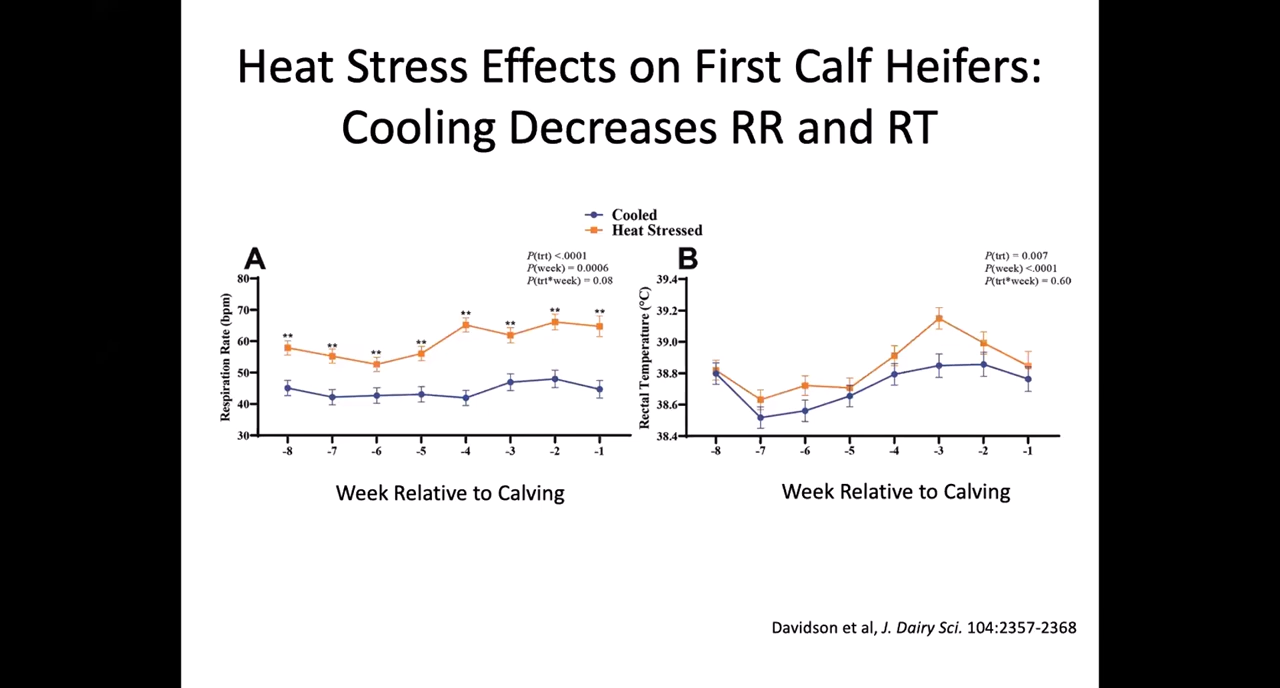 Heat Stress Effects on First Calf Heifers:
Cooling Decreases RR and RT
Cooled
Heat Stressed
A
P(trt) <.0001
P(week) = 0.0006
P(trt*week) = 0.08
Respiration Rate (bpm)
80
70
60
50
40
30
** ** ** ** ** ** ** **
-8 -7 -6 -5 -4 -3 -2 -1
Week Relative to Calving
B
P(trt) = 0.007
P(week) <.0001
P(trt*week) = 0.60
Rectal Temperature (°C)
39.4
39.2
39.0
38.8
38.6
38.4
-8 -7 -6 -5 -4 -3 -2 -1
Week Relative to Calving
Davidson et al, J. Dairy Sci. 104:2357-2368